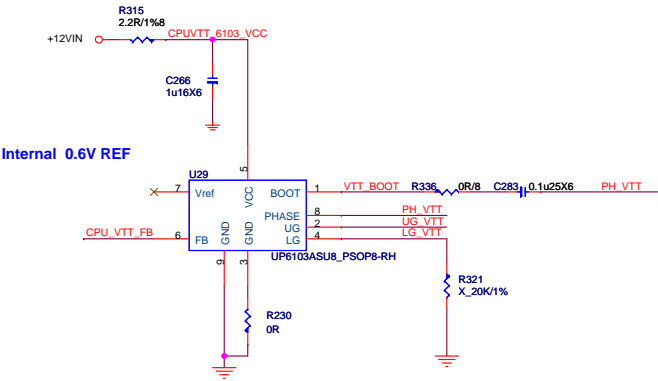 R315
2.2R/1%8
+12VIN
CPUVTT_6103_VCC
C266
1u16X6
Internal 0.6V REF
U29
5
7
Vref
VCC
BOOT
1
VTT_BOOT
R336
0R/8
C283
0.1u25X6
PH_VTT
PHASE
8
PH_VTT
UG
2
UG_VTT
CPU_VTT_FB
6
FB
GND
GND
LG
4
LG_VTT
9
3
UP6103ASU8_PSOP8-RH
R321
X_20K/1%
R230
0R